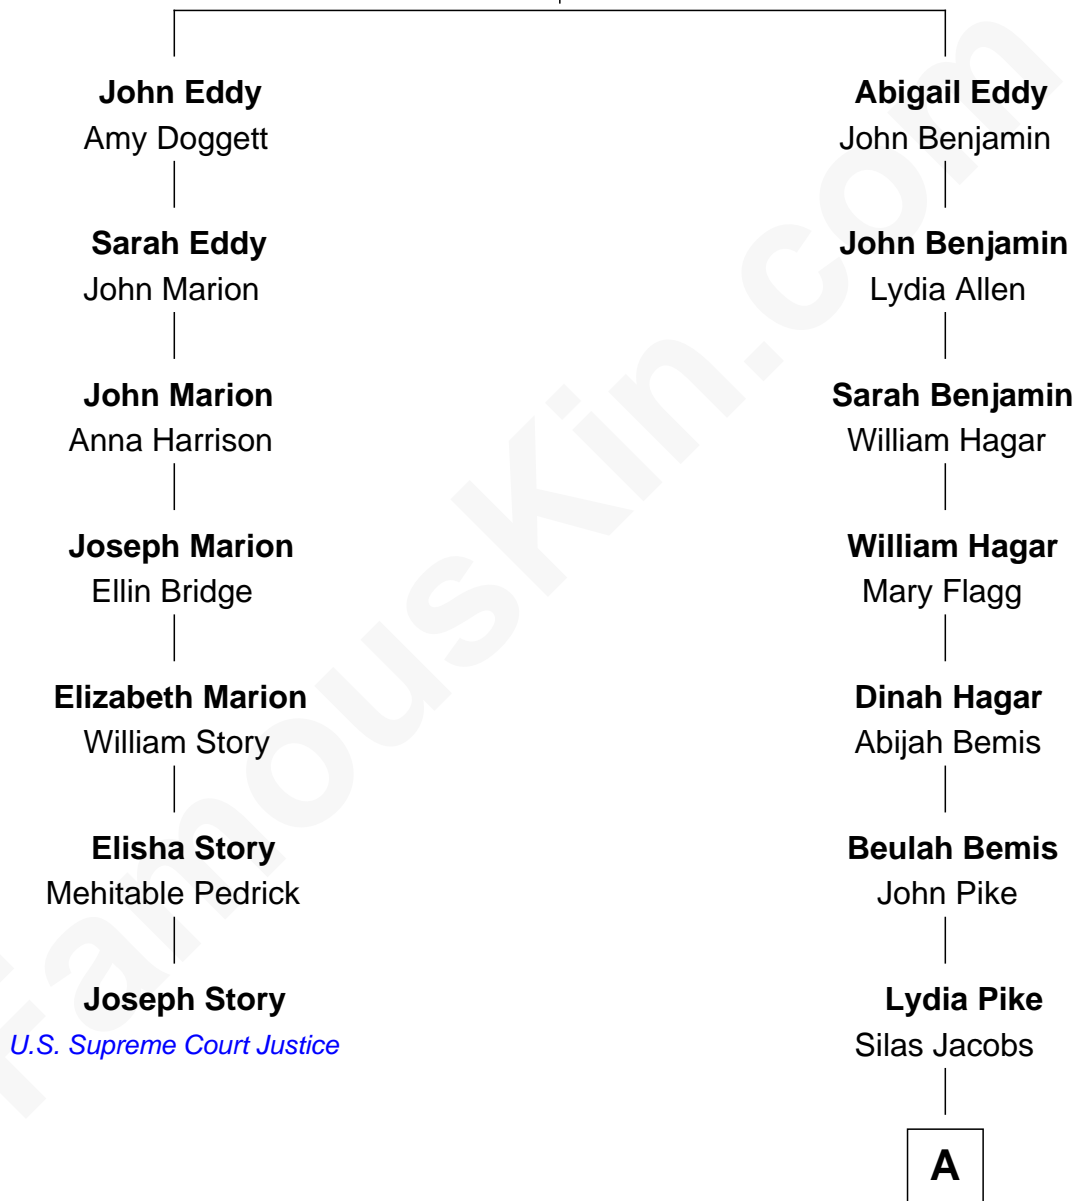 John Eddy
Amy Doggett
Sarah Eddy
John Marion
John Marion
Anna Harrison
Joseph Marion
Ellin Bridge
Elizabeth Marion
William Story
Elisha Story
Mehitable Pedrick
Joseph Story
U.S. Supreme Court Justice
Abigail Eddy
John Benjamin
John Benjamin
Lydia Allen
Sarah Benjamin
William Hagar
William Hagar
Mary Flagg
Dinah Hagar
Abijah Bemis
Beulah Bemis
John Pike
Lydia Pike
Silas Jacobs
A
FamousKin.com